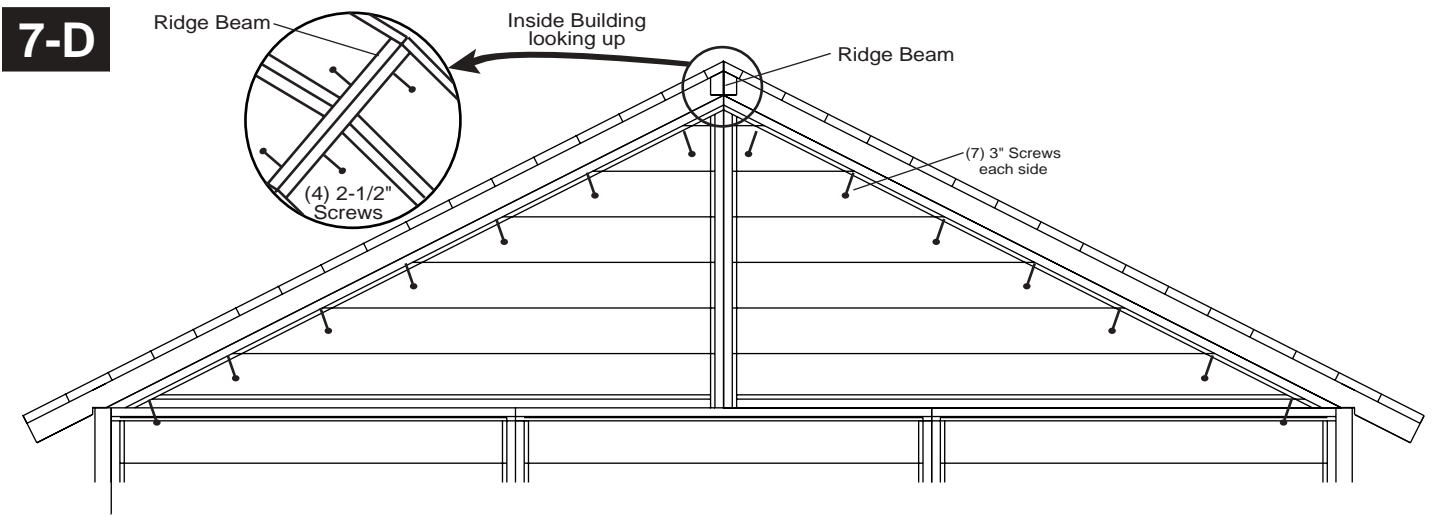 7-D
Ridge Beam
Inside Building
looking up
Ridge Beam
(7) 3" Screws
each side
(4) 2-1/2"
Screws